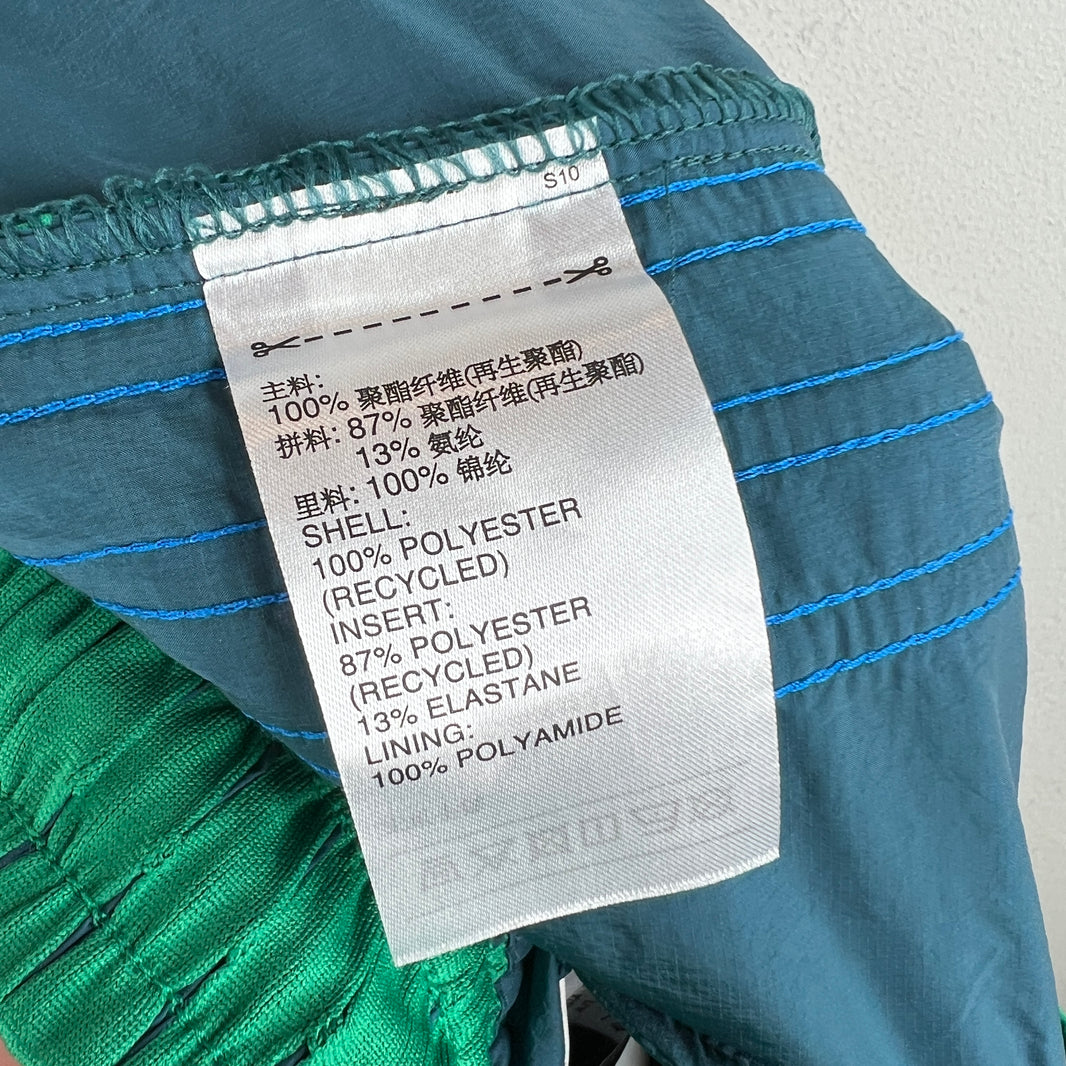 S10
主料:
100% 聚酯纤维(再生聚酯)
拼料: 87% 聚酯纤维(再生聚酯)
13% 氨纶
里料: 100% 锦纶
SHELL:
100% POLYESTER
(RECYCLED)
INSERT:
87% POLYESTER
(RECYCLED)
13% ELASTANE
LINING:
100% POLYAMIDE